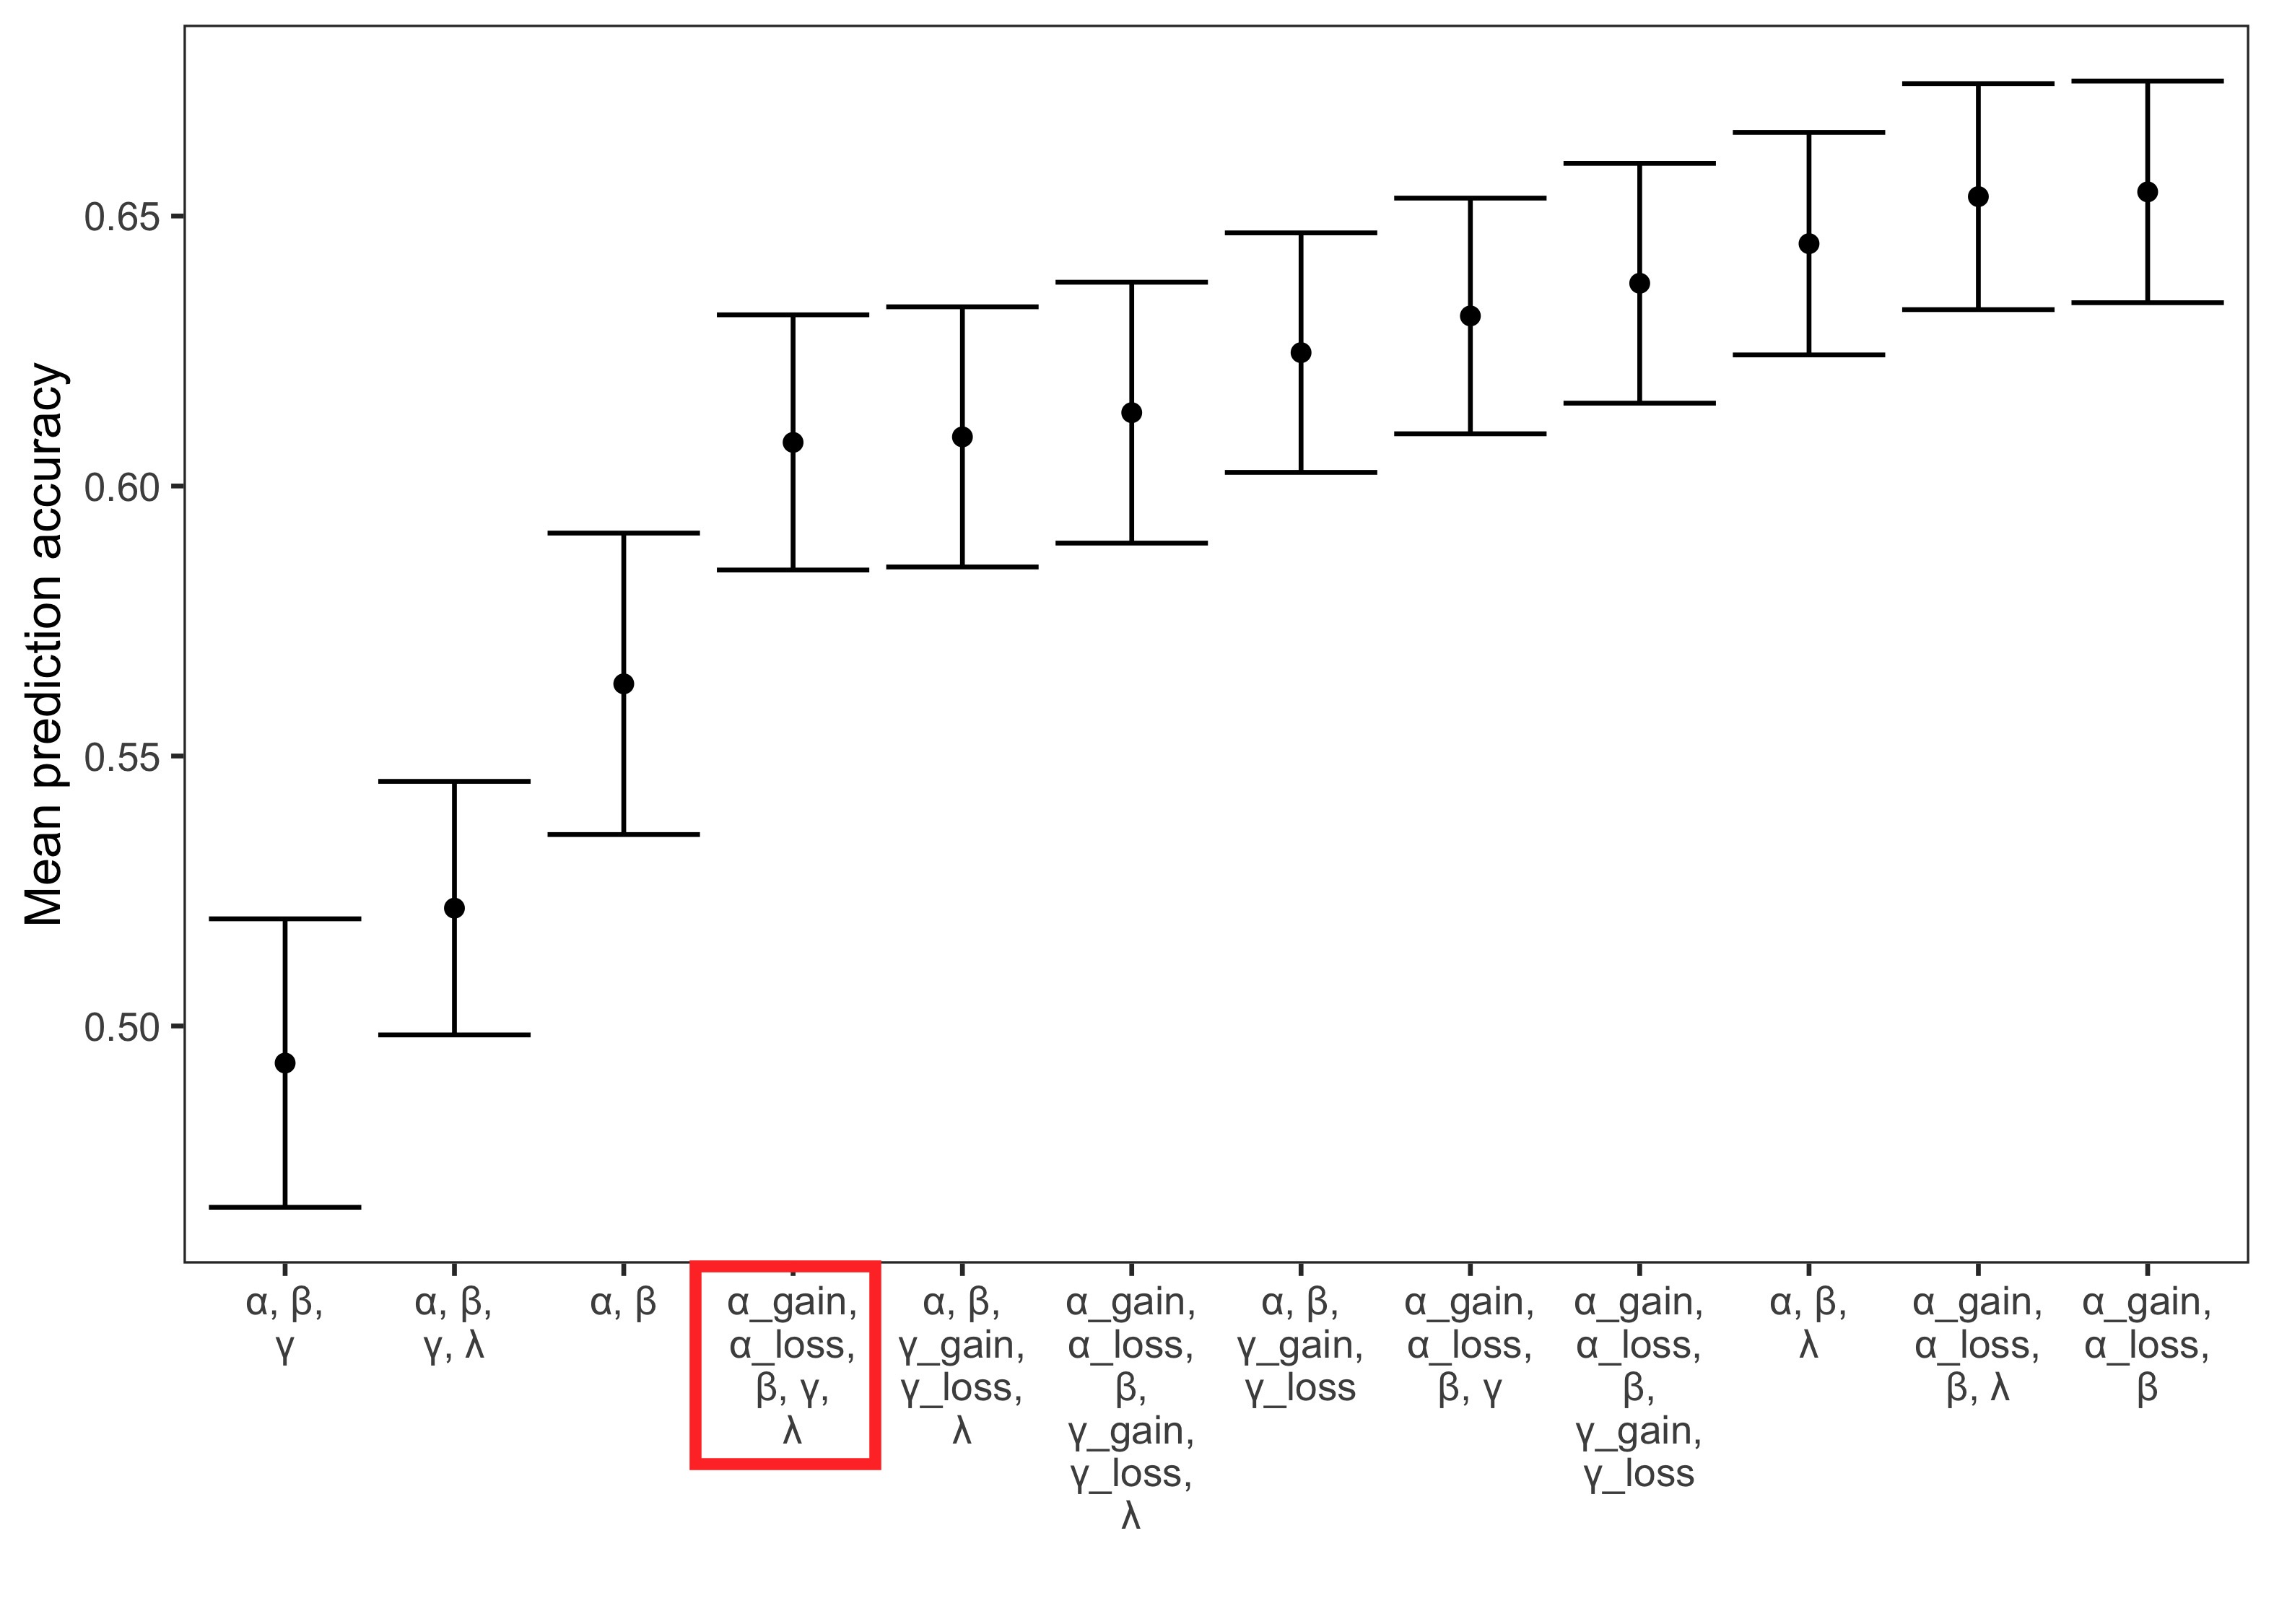 Mean prediction accuracy
0.65
0.60
0.55
0.50
α, β,
γ
α, β,
γ, λ
α, β
α_gain,
α_loss,
β, γ,
λ
α, β,
γ_gain,
γ_loss,
λ
α_gain,
α_loss,
β,
γ_gain,
γ_loss,
λ
α, β,
γ_gain,
γ_loss
α_gain,
α_loss,
β, γ
α_gain,
α_loss,
β,
γ_gain,
γ_loss
α, β,
λ
α_gain,
α_loss,
β, λ
α_gain,
α_loss,
β